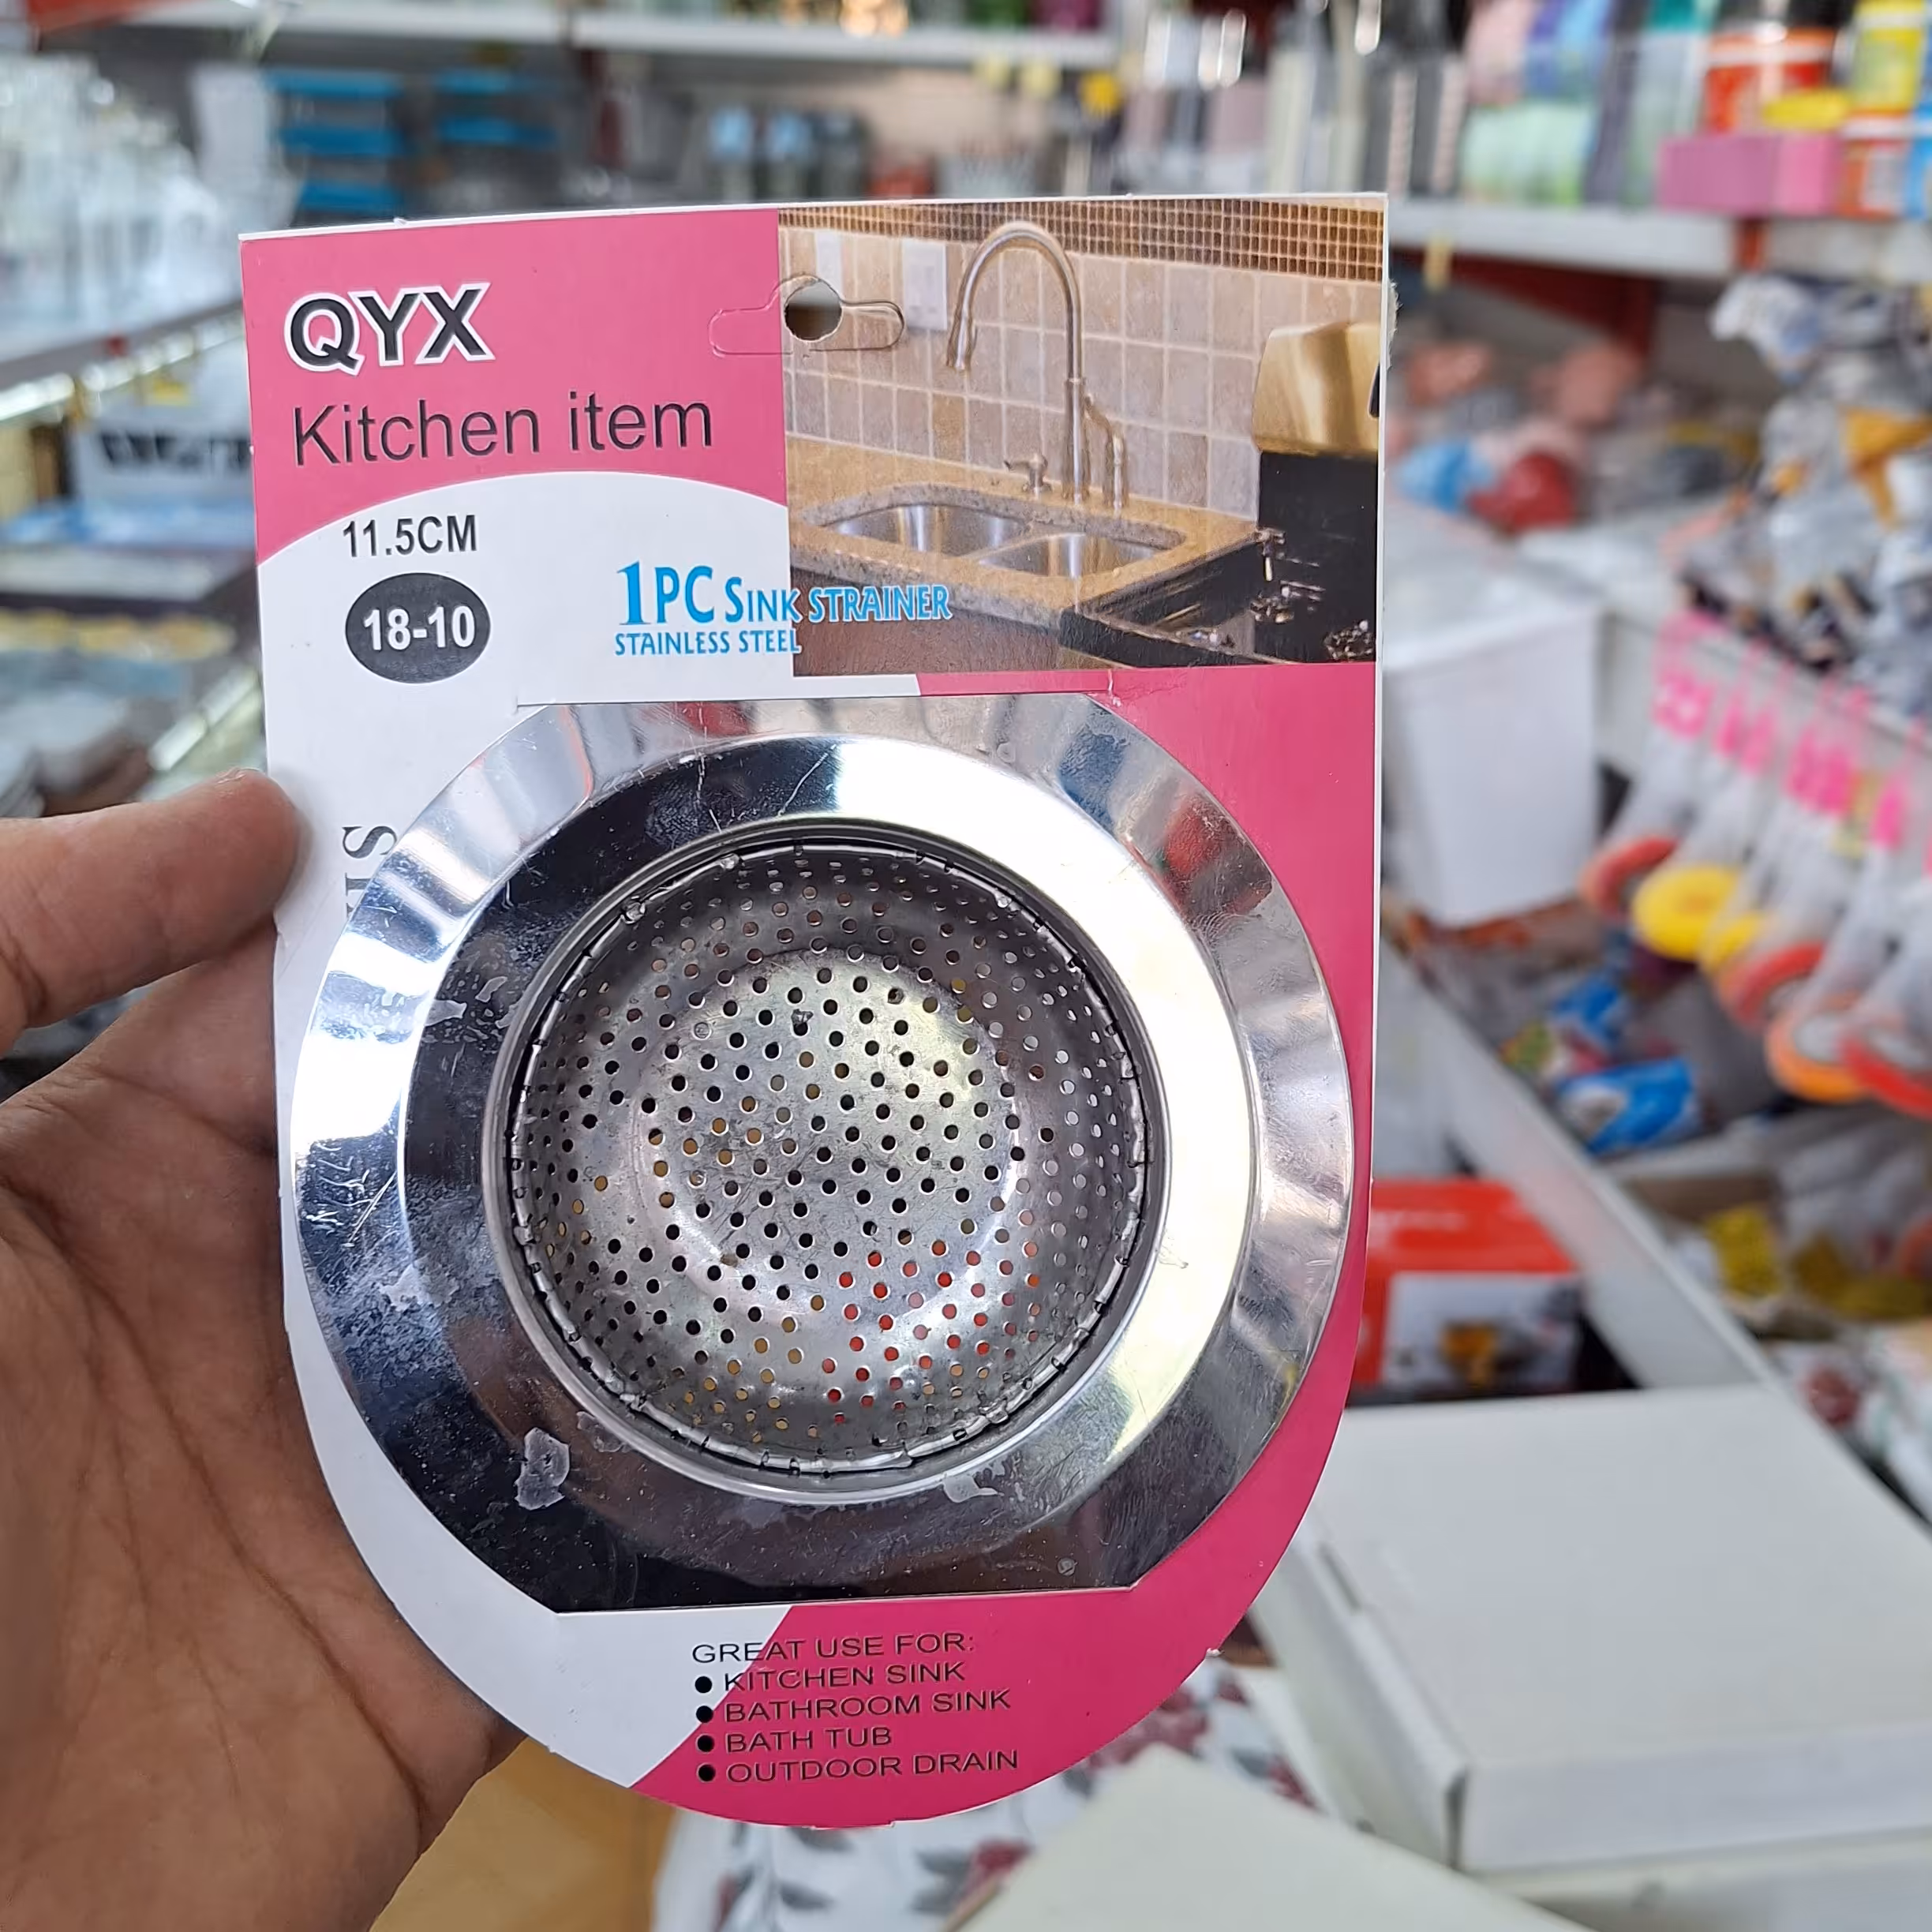 QYX
Kitchen item
11.5CM
18-10
1PC SINK STRAINER
STAINLESS STEEL
GREAT USE FOR:
● KITCHEN SINK
● BATHROOM SINK
● BATH TUB
● OUTDOOR DRAIN